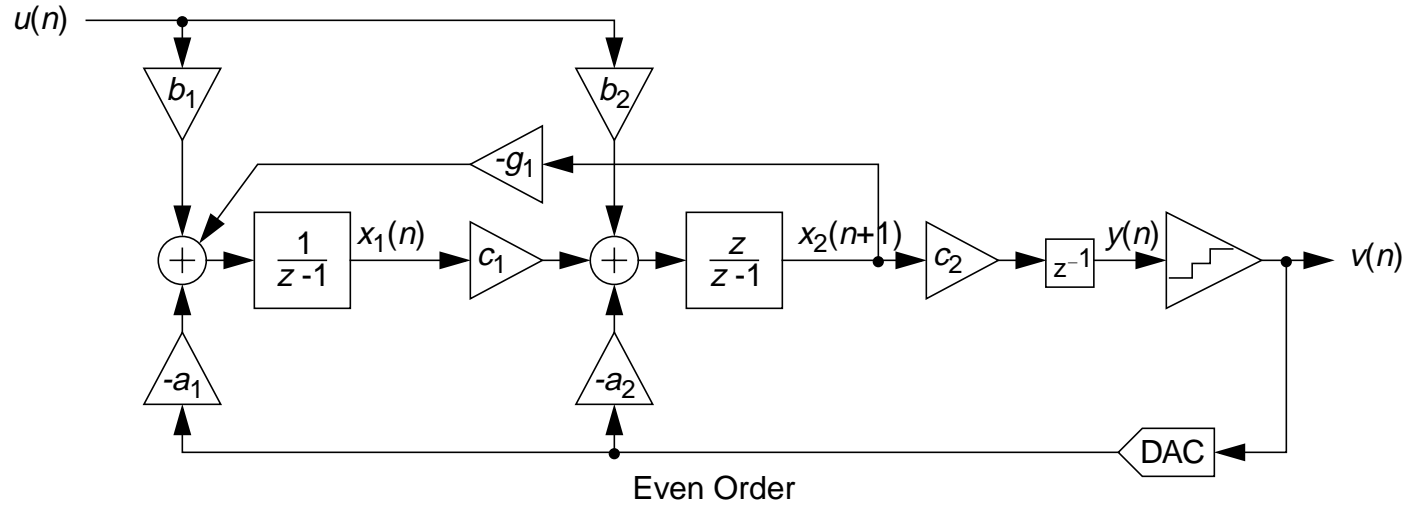 u(n)
b₁
b₂
-g₁
1
z -1
x₁(n)
c₁
z
z -1
x₂(n+1)
c₂
z⁻¹
y(n)
v(n)
-a₁
-a₂
DAC
Even Order